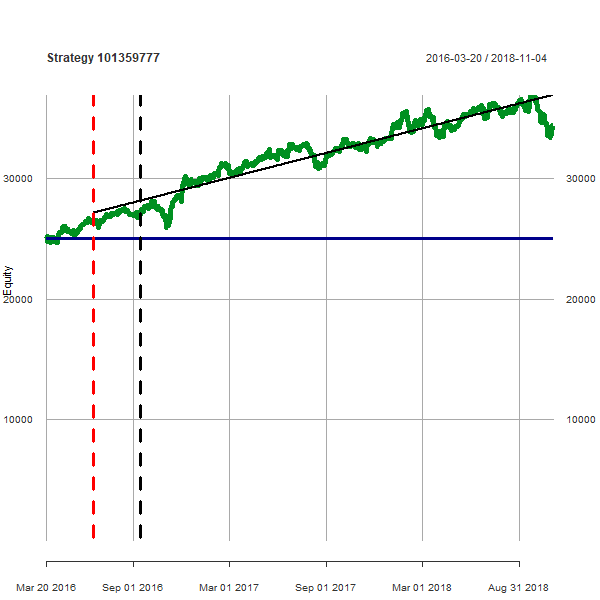 Strategy 101359777
2016-03-20 / 2018-11-04
30000
30000
Equity
20000
20000
10000
10000
Mar 20 2016
Sep 01 2016
Mar 01 2017
Sep 01 2017
Mar 01 2018
Aug 31 2018